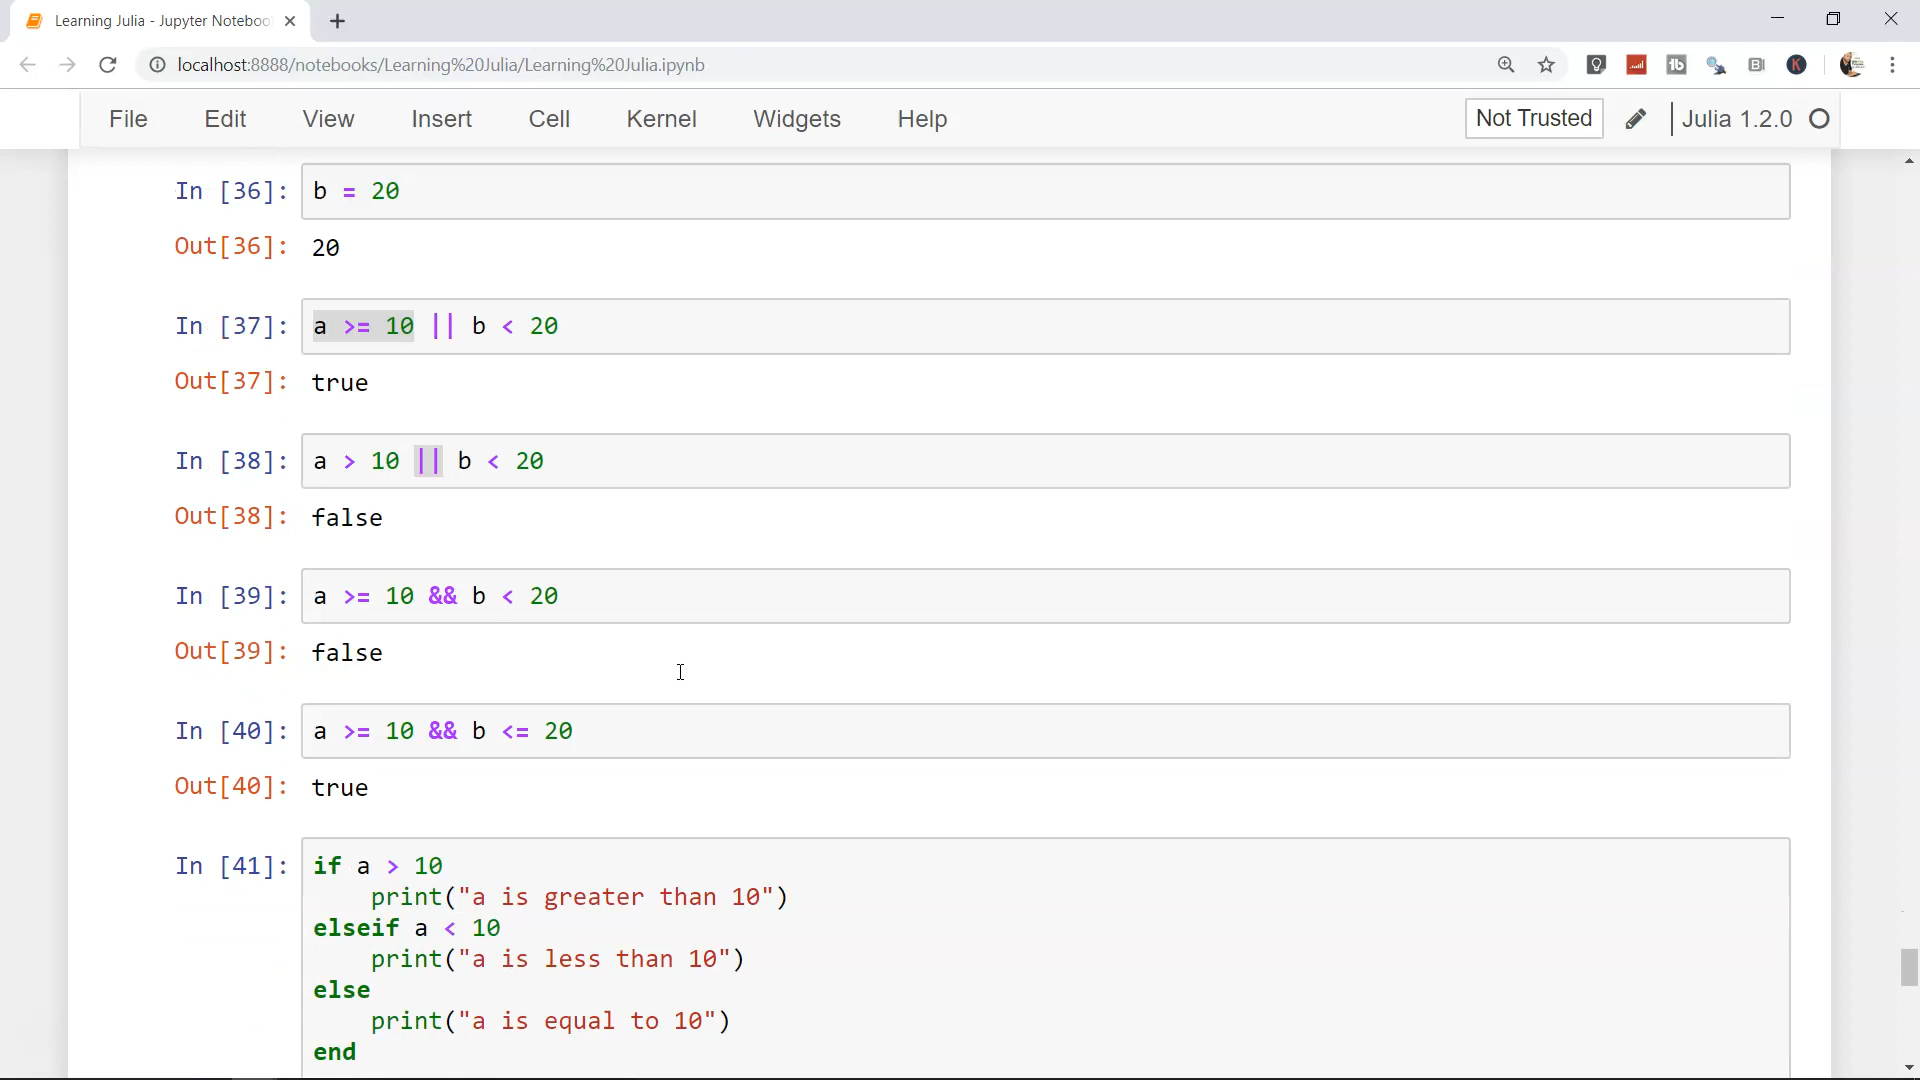 Learning Julia - Jupyter Noteboo
localhost:8888/notebooks/Learning%20Julia/Learning%20Julia.ipynb
File Edit View Insert Cell Kernel Widgets Help Not Trusted Julia 1.2.0
In [36]: b = 20
Out[36]: 20
In [37]: a >= 10 || b < 20
Out[37]: true
In [38]: a > 10 || b < 20
Out[38]: false
In [39]: a >= 10 && b < 20
Out[39]: false
In [40]: a >= 10 && b <= 20
Out[40]: true
In [41]: if a > 10
print("a is greater than 10")
elseif a < 10
print("a is less than 10")
else
print("a is equal to 10")
end